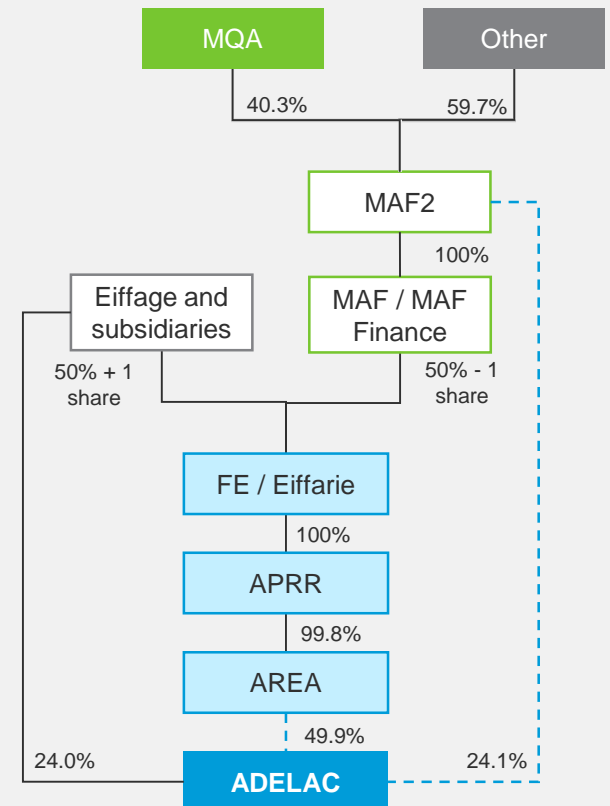 MQA
Other
40.3%
59.7%
MAF2
100%
Eiffage and
subsidiaries
MAF / MAF
Finance
50% + 1
share
50% - 1
share
FE / Eiffarie
100%
APRR
99.8%
AREA
49.9%
24.0%
24.1%
ADELAC